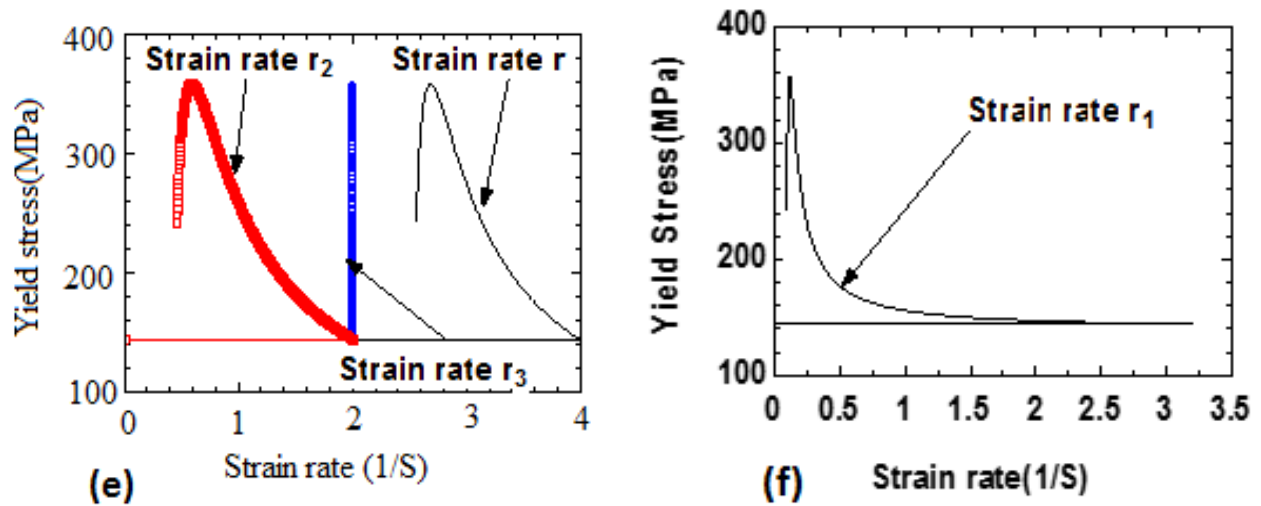 400
300
200
100
Yield stress(MPa)
Strain rate r2
Strain rate r
Strain rate r3
0 1 2 3 4
Strain rate (1/S)
(e)
400
300
200
100
Yield Stress(MPa)
Strain rate r1
0 0.5 1 1.5 2 2.5 3 3.5
Strain rate(1/S)
(f)